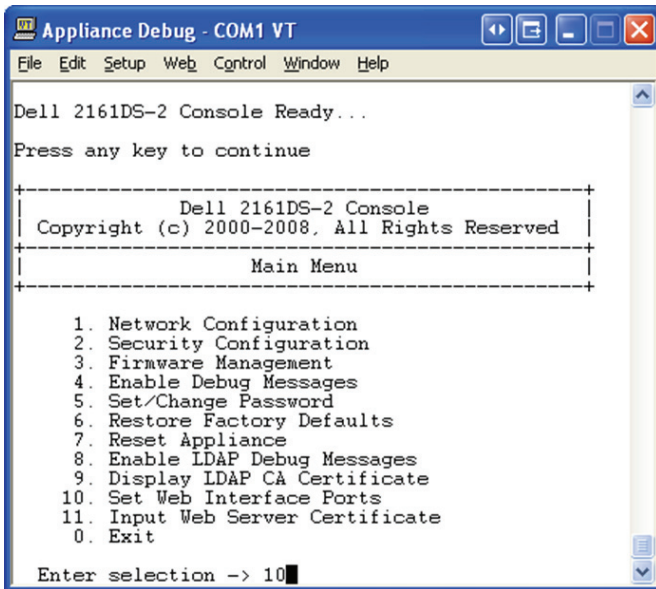 Appliance Debug - COM1 VT
File Edit Setup Web Control Window Help
Dell 2161DS-2 Console Ready...
Press any key to continue
Dell 2161DS-2 Console
Copyright (c) 2000-2008, All Rights Reserved
Main Menu
1. Network Configuration
2. Security Configuration
3. Firmware Management
4. Enable Debug Messages
5. Set/Change Password
6. Restore Factory Defaults
7. Reset Appliance
8. Enable LDAP Debug Messages
9. Display LDAP CA Certificate
10. Set Web Interface Ports
11. Input Web Server Certificate
0. Exit
Enter selection -> 10